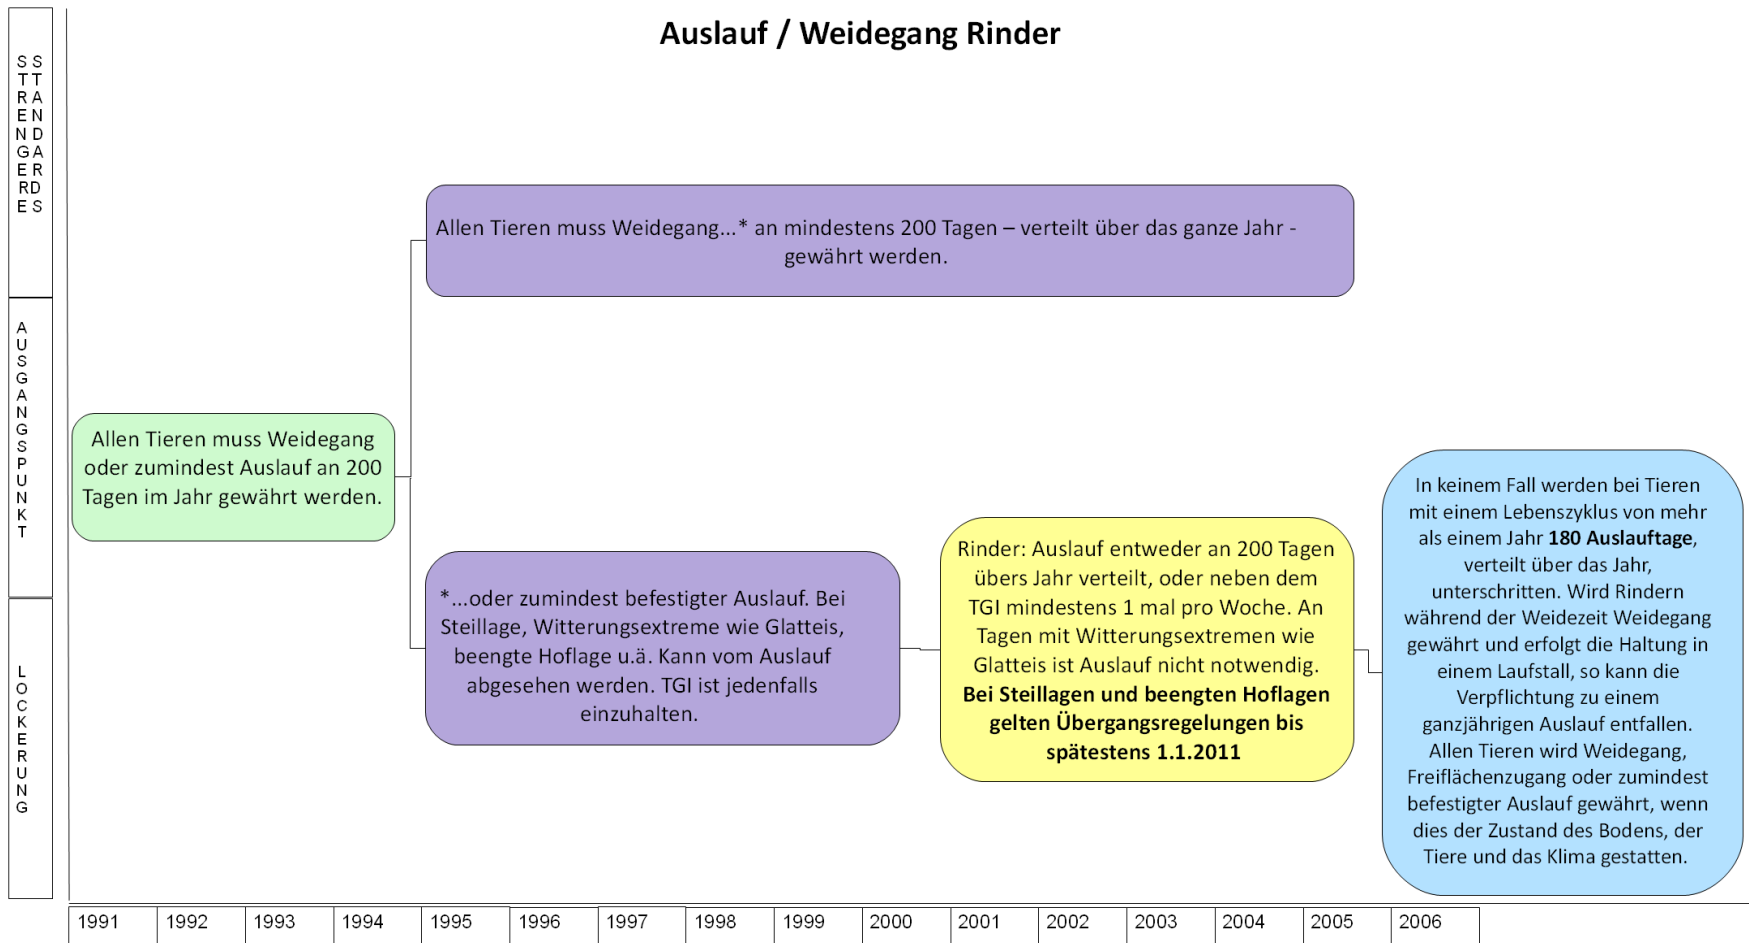 Auslauf / Weidegang Rinder
STRENGERE
STANDARDS
AUSGANGSPUNKT
LOCKERUNG
Allen Tieren muss Weidegang...* an mindestens 200 Tagen – verteilt über das ganze Jahr -
gewährt werden.
Allen Tieren muss Weidegang
oder zumindest Auslauf an 200
Tagen im Jahr gewährt werden.
*...oder zumindest befestigter Auslauf. Bei
Steillage, Witterungsextreme wie Glatteis,
beengte Hoflage u.ä. Kann vom Auslauf
abgesehen werden. TGI ist jedenfalls
einzuhalten.
Rinder: Auslauf entweder an 200 Tagen
übers Jahr verteilt, oder neben dem
TGI mindestens 1 mal pro Woche. An
Tagen mit Witterungsextremen wie
Glatteis ist Auslauf nicht notwendig.
Bei Steillagen und beengten Hoflagen
gelten Übergangsregelungen bis
spätestens 1.1.2011
In keinem Fall werden bei Tieren
mit einem Lebenszyklus von mehr
als einem Jahr 180 Auslauftage,
verteilt über das Jahr,
unterschritten. Wird Rindern
während der Weidezeit Weidegang
gewährt und erfolgt die Haltung in
einem Laufstall, so kann die
Verpflichtung zu einem
ganzjährigen Auslauf entfallen.
Allen Tieren wird Weidegang,
Freiflächenzugang oder zumindest
befestigter Auslauf gewährt, wenn
dies der Zustand des Bodens, der
Tiere und das Klima gestatten.
1991 1992 1993 1994 1995 1996 1997 1998 1999 2000 2001 2002 2003 2004 2005 2006